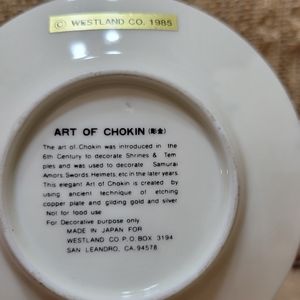 © WESTLAND CO. 1985
ART OF CHOKIN (彫金)
The art of Chokin was introduced in the
6th Century to decorate Shrines & Tem
ples and was used to decorate Samurai
Amors, Swords, Helmets, etc in the later years.
This elegant Art of Chokin is created by
using ancient technique of etching
copper plate and gilding gold and silver
Not for food use
For Decorative purpose only
MADE IN JAPAN FOR
WESTLAND CO. P.O. BOX 3194
SAN LEANDRO, CA. 94578